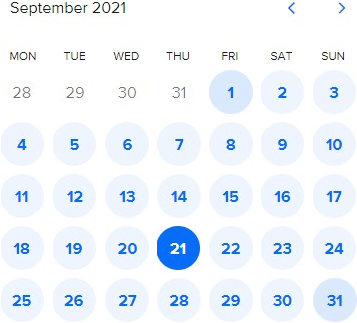 September 2021
MON TUE WED THU FRI SAT SUN
28 29 30 31 1 2 3
4 5 6 7 8 9 10
11 12 13 14 15 16 17
18 19 20 21 22 23 24
25 26 27 28 29 30 31